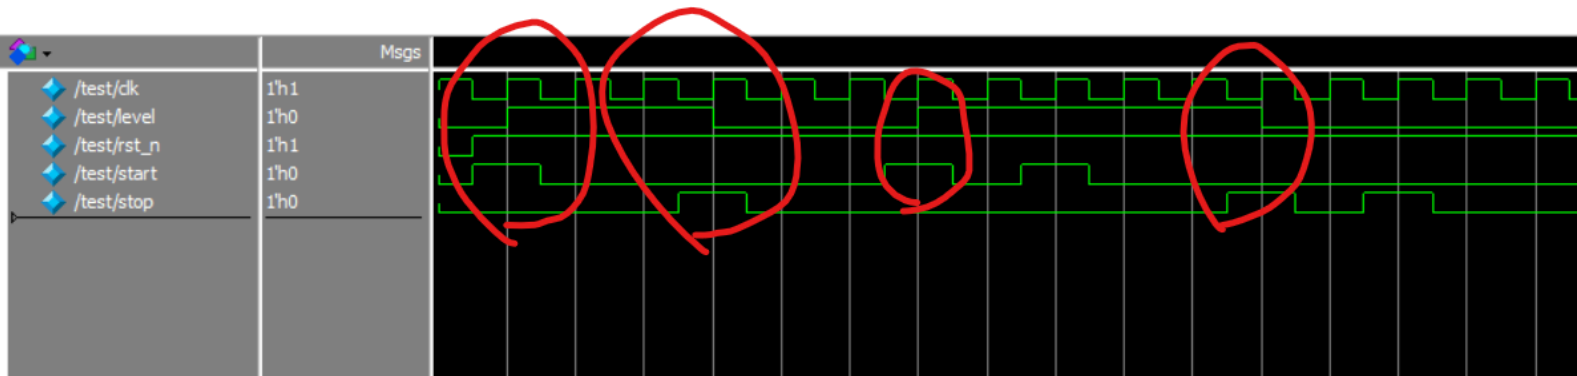 Msgs
/test/clk 1'h1
/test/level 1'h0
/test/rst_n 1'h1
/test/start 1'h0
/test/stop 1'h0